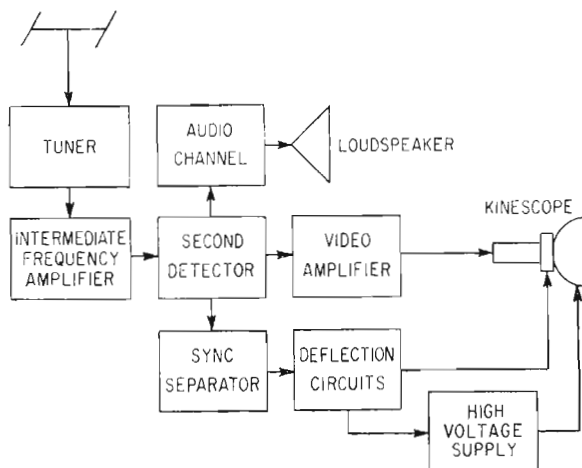 TUNER
AUDIO
CHANNEL
LOUDSPEAKER
INTERMEDIATE
FREQUENCY
AMPLIFIER
SECOND
DETECTOR
VIDEO
AMPLIFIER
KINESCOPE
SYNC
SEPARATOR
DEFLECTION
CIRCUITS
HIGH
VOLTAGE
SUPPLY